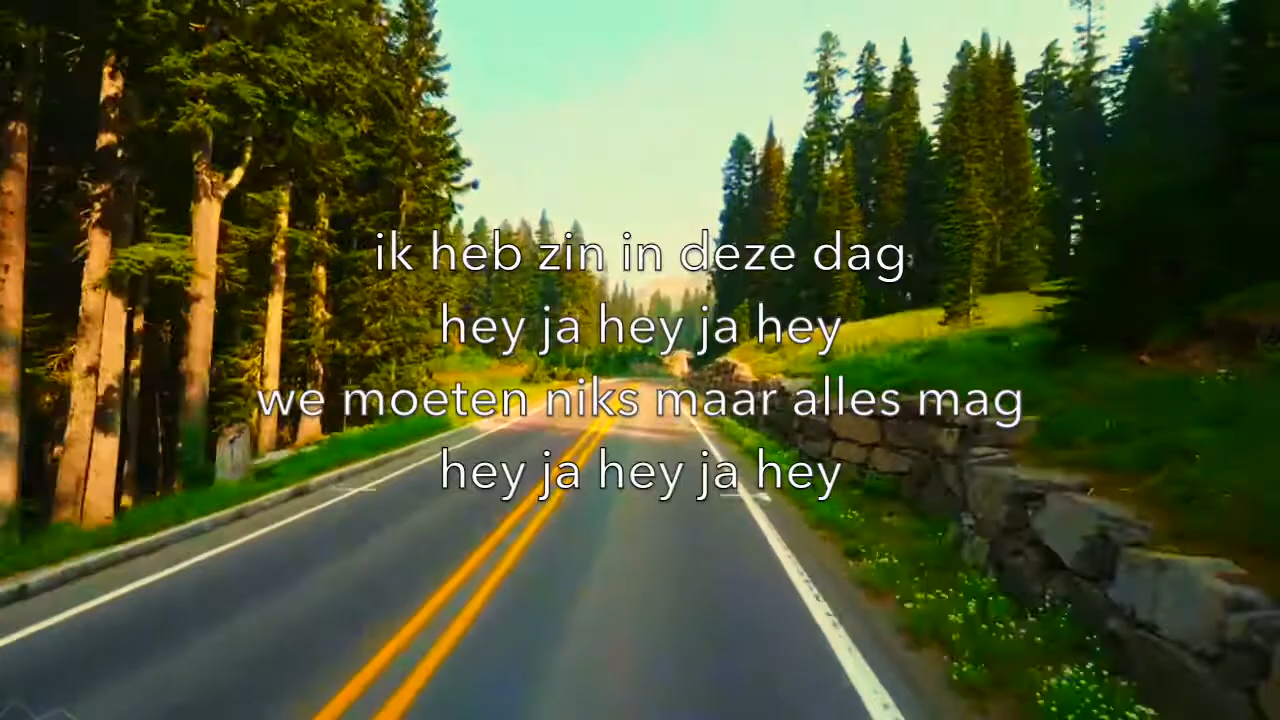 ik heb zin in deze dag
hey ja hey ja hey
we moeten niks maar alles mag
hey ja hey ja hey